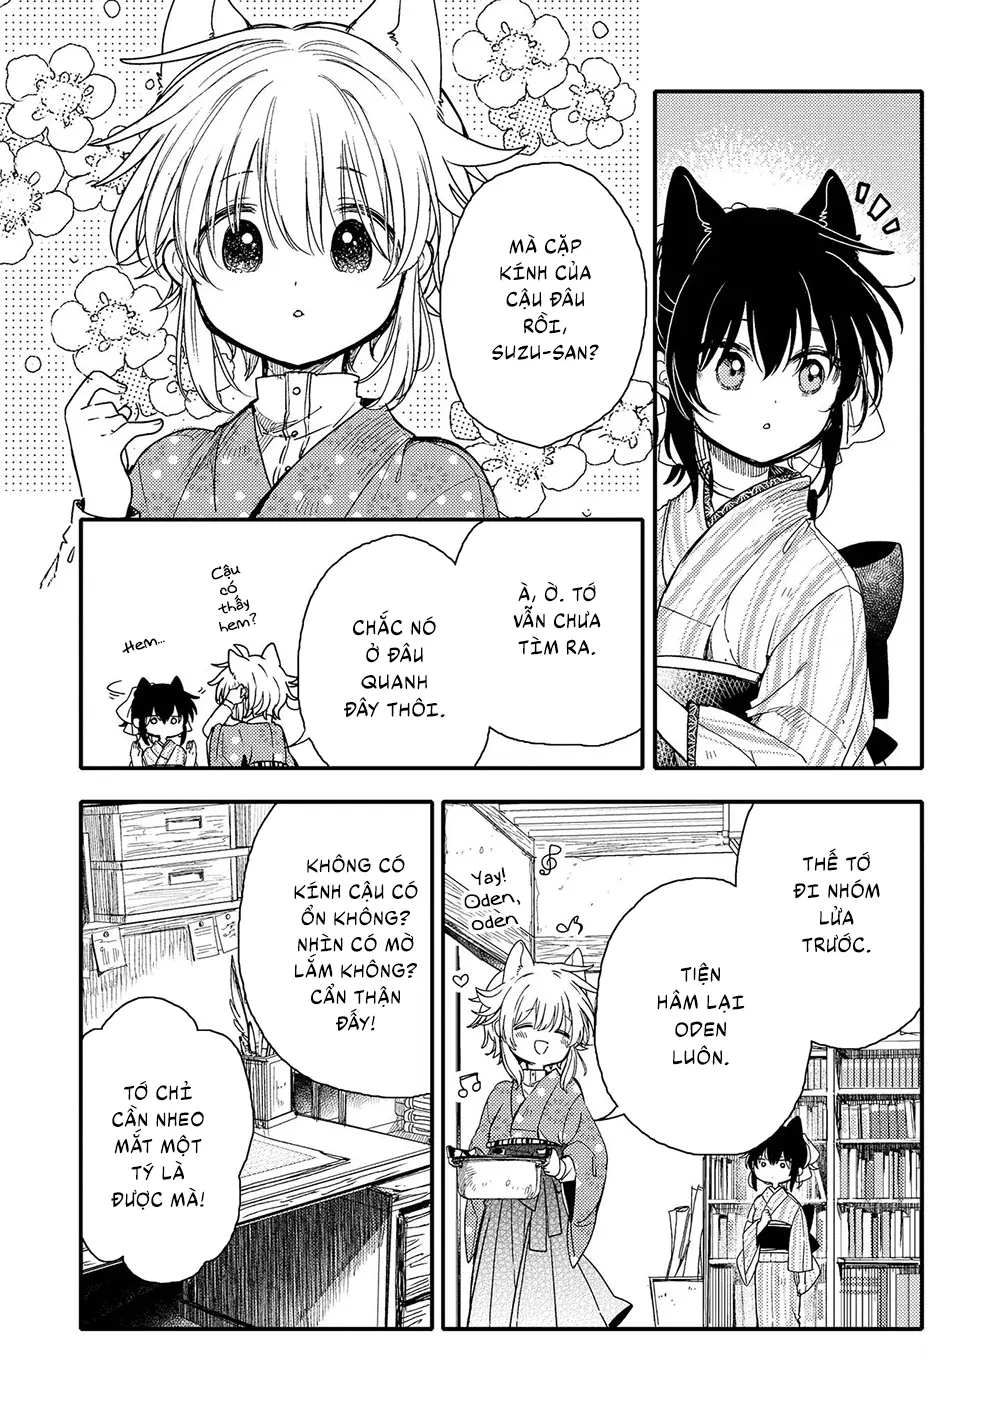 MÀ CẶP
KÍNH CỦA
CẬU ĐÂU
RỒI,
SUZU-SAN?
À, Ờ. TỚ
VẪN CHƯA
TÌM RA.
CHẮC NÓ
Ở ĐÂU
QUANH
ĐÂY THÔI.
Cậu
có
thấy
hem?
Hem...
THẾ TỚ
ĐI NHÓM
LỬA
TRƯỚC.
TIỆN
HÂM LẠI
ODEN
LUÔN.
Yay!
Oden,
odèn
KHÔNG CÓ
KÍNH CẬU CÓ
ỔN KHÔNG?
NHÌN CÓ MỜ
LẮM KHÔNG?
CẨN THẬN
ĐẤY!
TỚ CHỈ
CẦN NHEO
MẮT MỘT
TÝ LÀ
ĐƯỢC MÀ!